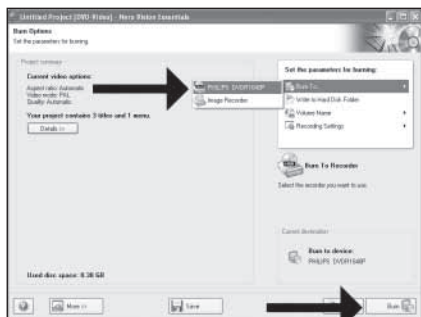 Untitled Project [DVD-Video] - Nero Vision Essentials
Burn Options
Set the parameters for burning.
Project summary
Current video options:
Aspect ratio: Automatic
Video mode: PAL
Quality: Automatic
Your project contains 3 titles and 1 menu.
Details >>
Used disc space: 0.38 GB
PHILIPS DVDR1640P
Image Recorder
Set the parameters for burning:
Burn To...
Write to Hard Disk Folder
Volume Name
Recording Settings
Burn To Recorder
Select the recorder you want to use.
Current destination
Burn to device:
PHILIPS DVDR1640P
More >>
Save
Burn